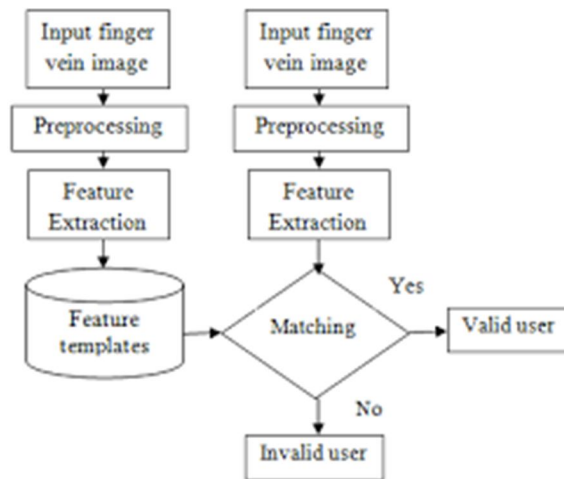 Input finger
vein image
Preprocessing
Feature
Extraction
Feature
templates
Input finger
vein image
Preprocessing
Feature
Extraction
Matching
Yes
Valid user
No
Invalid user